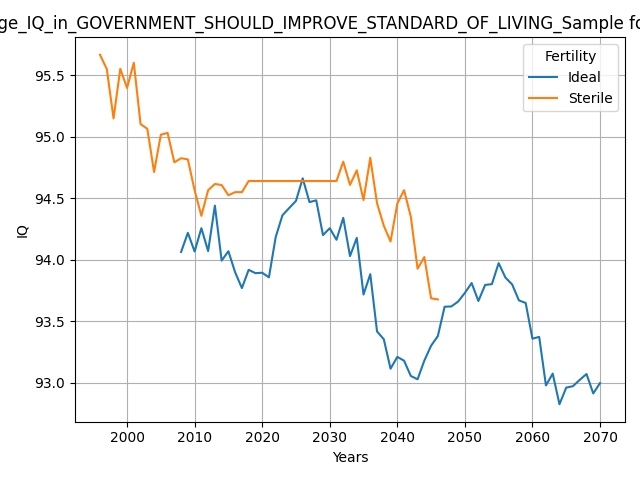 ge_IQ_in_GOVERNMENT_SHOULD_IMPROVE_STANDARD_OF_LIVING_Sample fo
Fertility
Ideal
Sterile
95.5
95.0
94.5
94.0
93.5
93.0
IQ
2000 2010 2020 2030 2040 2050 2060 2070
Years